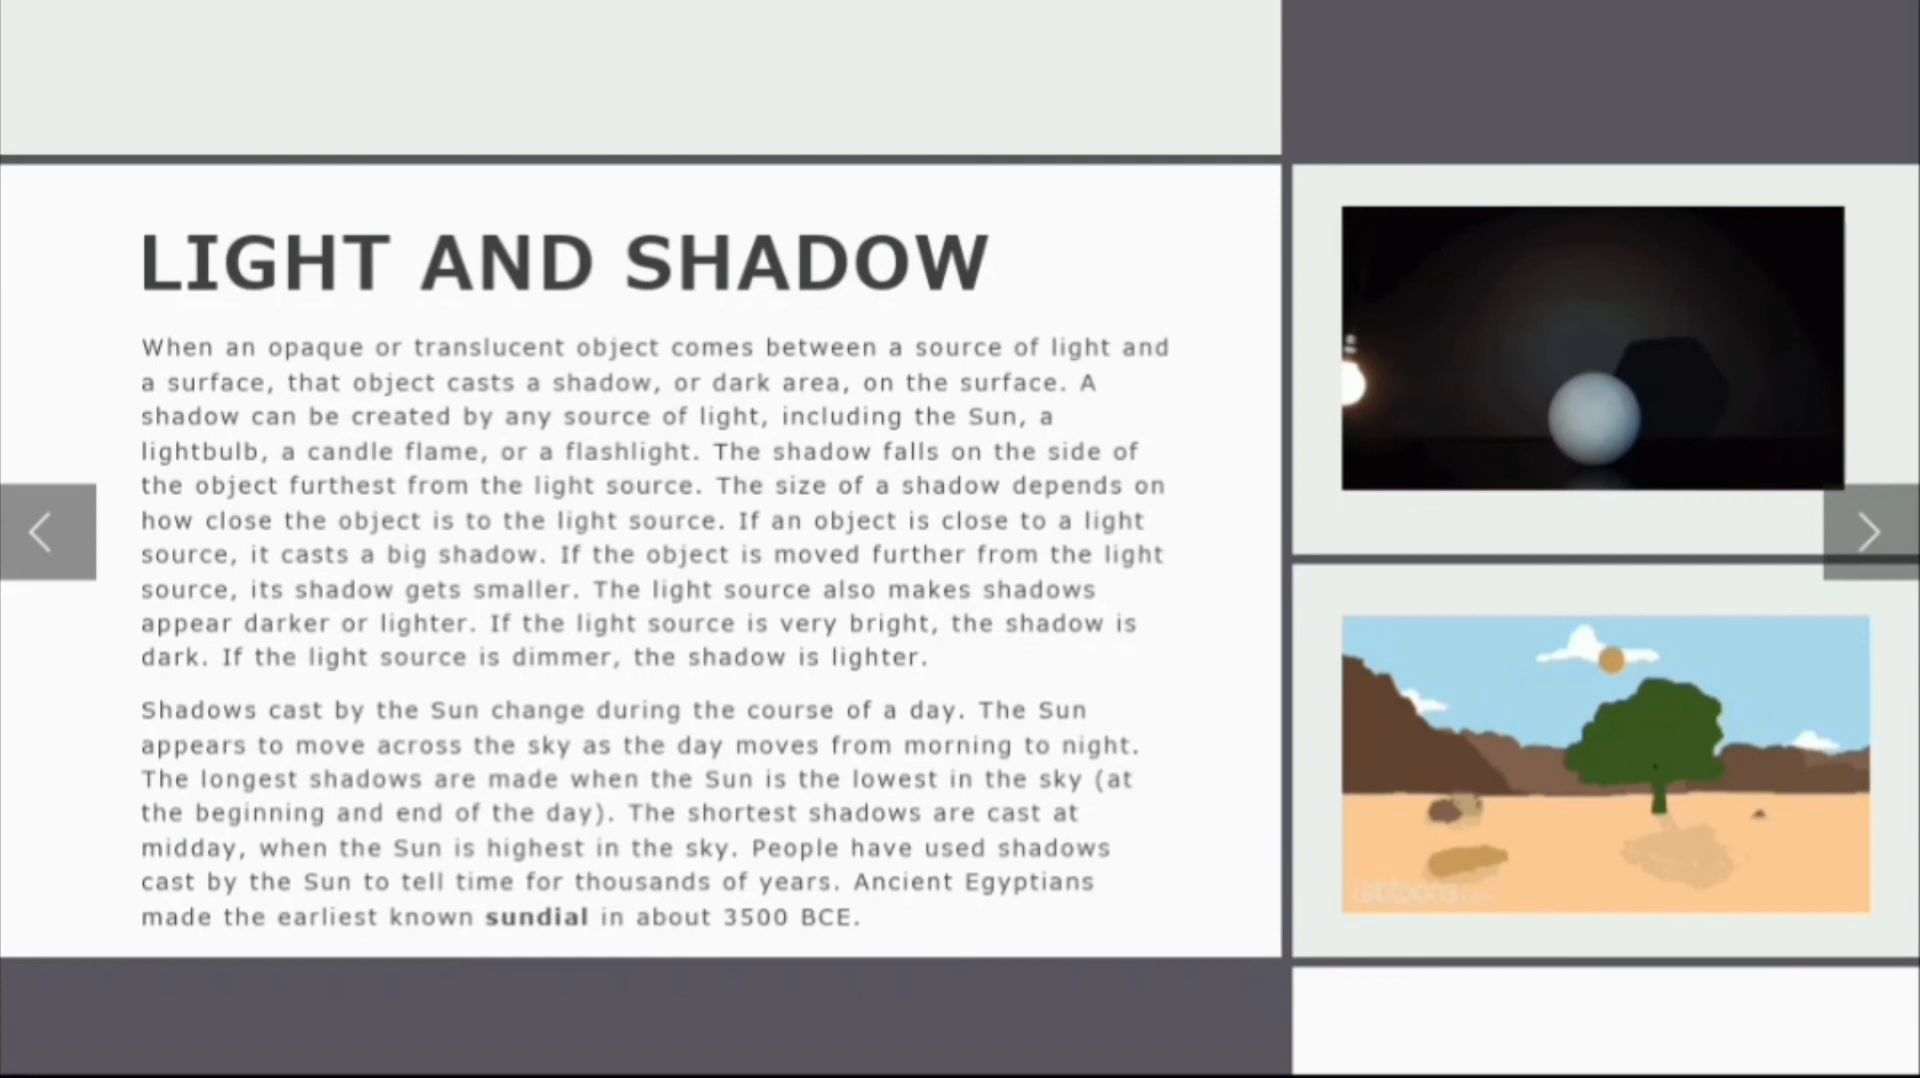 LIGHT AND SHADOW
When an opaque or translucent object comes between a source of light and
a surface, that object casts a shadow, or dark area, on the surface. A
shadow can be created by any source of light, including the Sun, a
lightbulb, a candle flame, or a flashlight. The shadow falls on the side of
the object furthest from the light source. The size of a shadow depends on
how close the object is to the light source. If an object is close to a light
source, it casts a big shadow. If the object is moved further from the light
source, its shadow gets smaller. The light source also makes shadows
appear darker or lighter. If the light source is very bright, the shadow is
dark. If the light source is dimmer, the shadow is lighter.
Shadows cast by the Sun change during the course of a day. The Sun
appears to move across the sky as the day moves from morning to night.
The longest shadows are made when the Sun is the lowest in the sky (at
the beginning and end of the day). The shortest shadows are cast at
midday, when the Sun is highest in the sky. People have used shadows
cast by the Sun to tell time for thousands of years. Ancient Egyptians
made the earliest known sundial in about 3500 BCE.